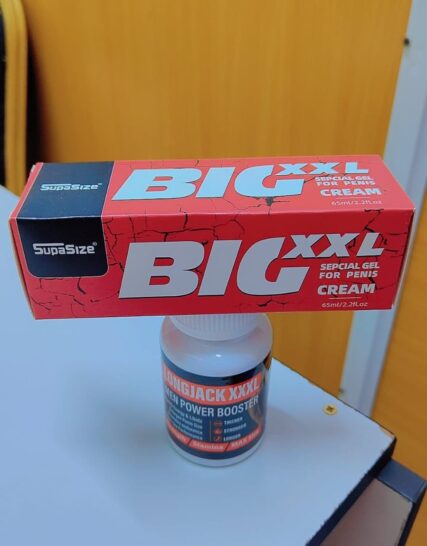 SupaSize®
BIG XXL
SEPCIAL GEL
FOR PENIS
CREAM
65ml/2.2fl.oz
SupaSize®
BIG XXL
SEPCIAL GEL
FOR PENIS
CREAM
65ml/2.2fl.oz
LONGJACK XXXL
MEN POWER BOOSTER
THICKER
STRONGER
LONGER
Stamina